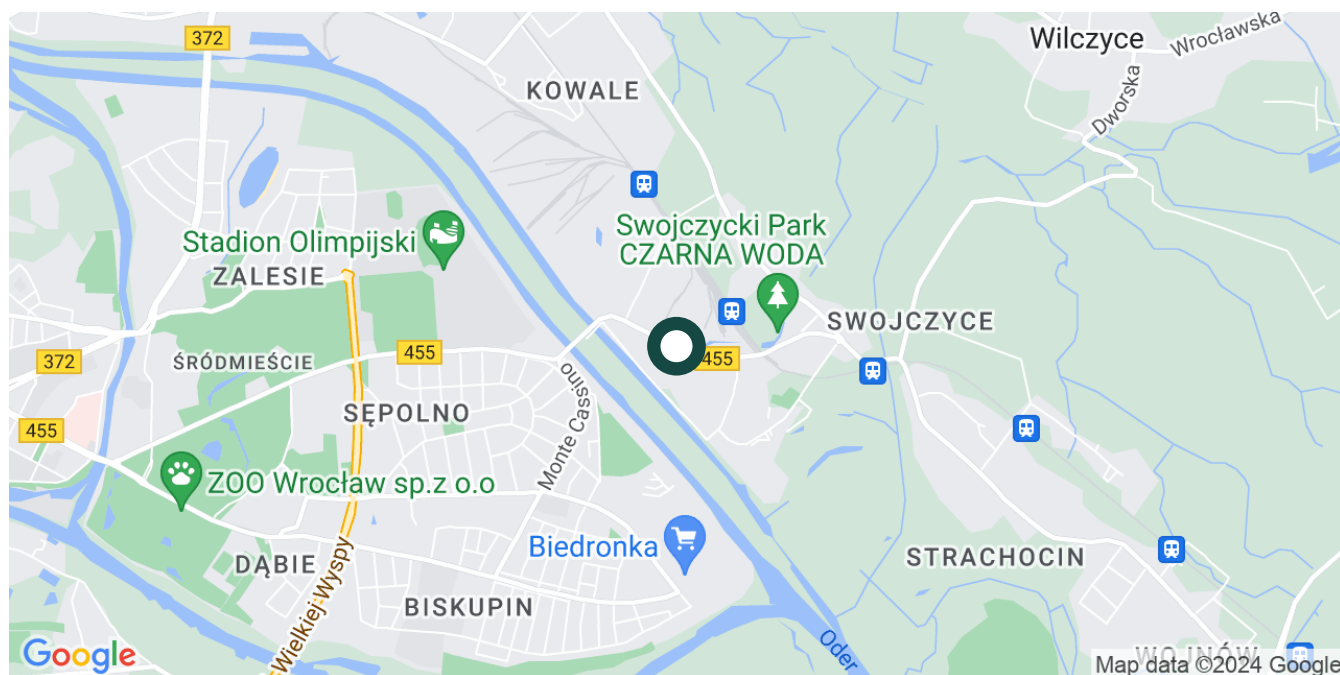 372
Wilczyce
Wrocławska
KOWALE
Dworska
Swojczycki Park
CZARNA WODA
Stadion Olimpijski
ZALESIE
SWOJCZYCE
372
ŚRÓDMIEŚCIE
455
455
SĘPOLNO
Monte Cassino
455
ZOO Wrocław sp.z o.o
Biedronka
STRACHOCIN
DĄBIE
BISKUPIN
Wielkiej Wyspy
Oder
WOJNÓW
Google
Map data ©2024 Google